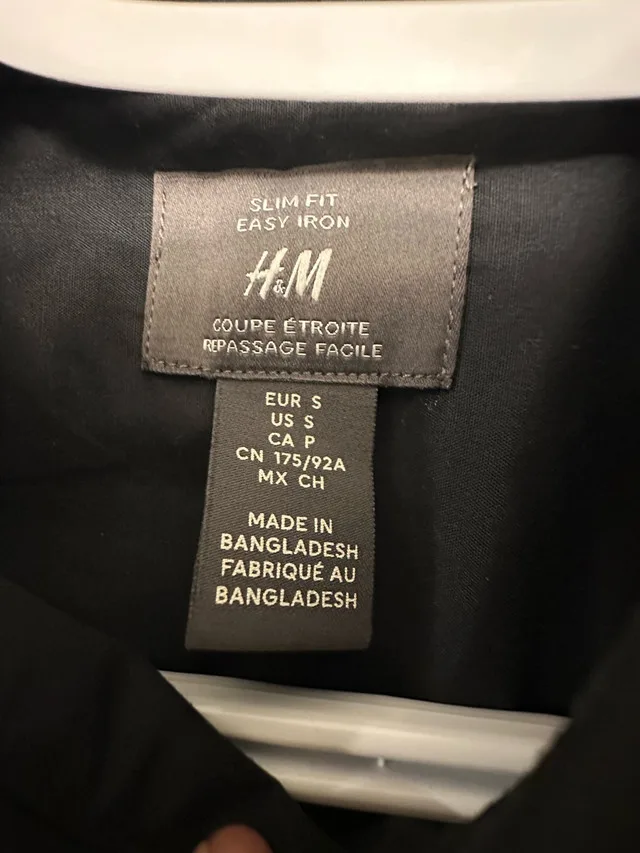 SLIM FIT
EASY IRON
H&M
COUPE ÉTROITE
REPASSAGE FACILE
EUR S
US S
CA P
CN 175/92A
MX CH
MADE IN
BANGLADESH
FABRIQUÉ AU
BANGLADESH